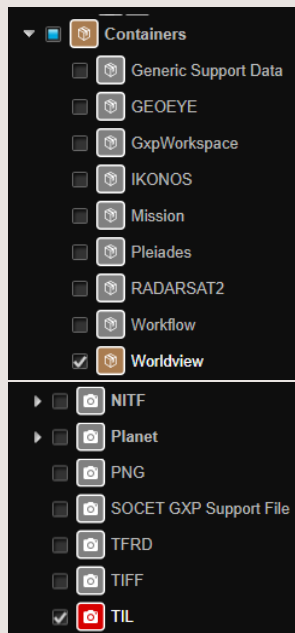 Containers
Generic Support Data
GEOEYE
GxpWorkspace
IKONOS
Mission
Pleiades
RADARSAT2
Workflow
Worldview
NITF
Planet
PNG
SOCET GXP Support File
TFRD
TIFF
TIL